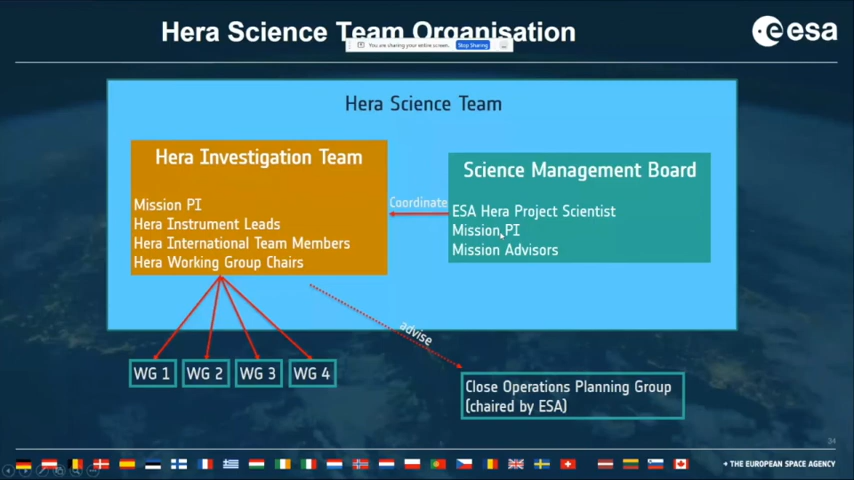 Hera Science Team Organisation
esa
You are sharing your entire screen.
Stop Sharing
Hera Science Team
Hera Investigation Team
Mission PI
Hera Instrument Leads
Hera International Team Members
Hera Working Group Chairs
Coordinate
Science Management Board
ESA Hera Project Scientist
Mission PI
Mission Advisors
advise
WG 1
WG 2
WG 3
WG 4
Close Operations Planning Group
(chaired by ESA)
34
→ THE EUROPEAN SPACE AGENCY